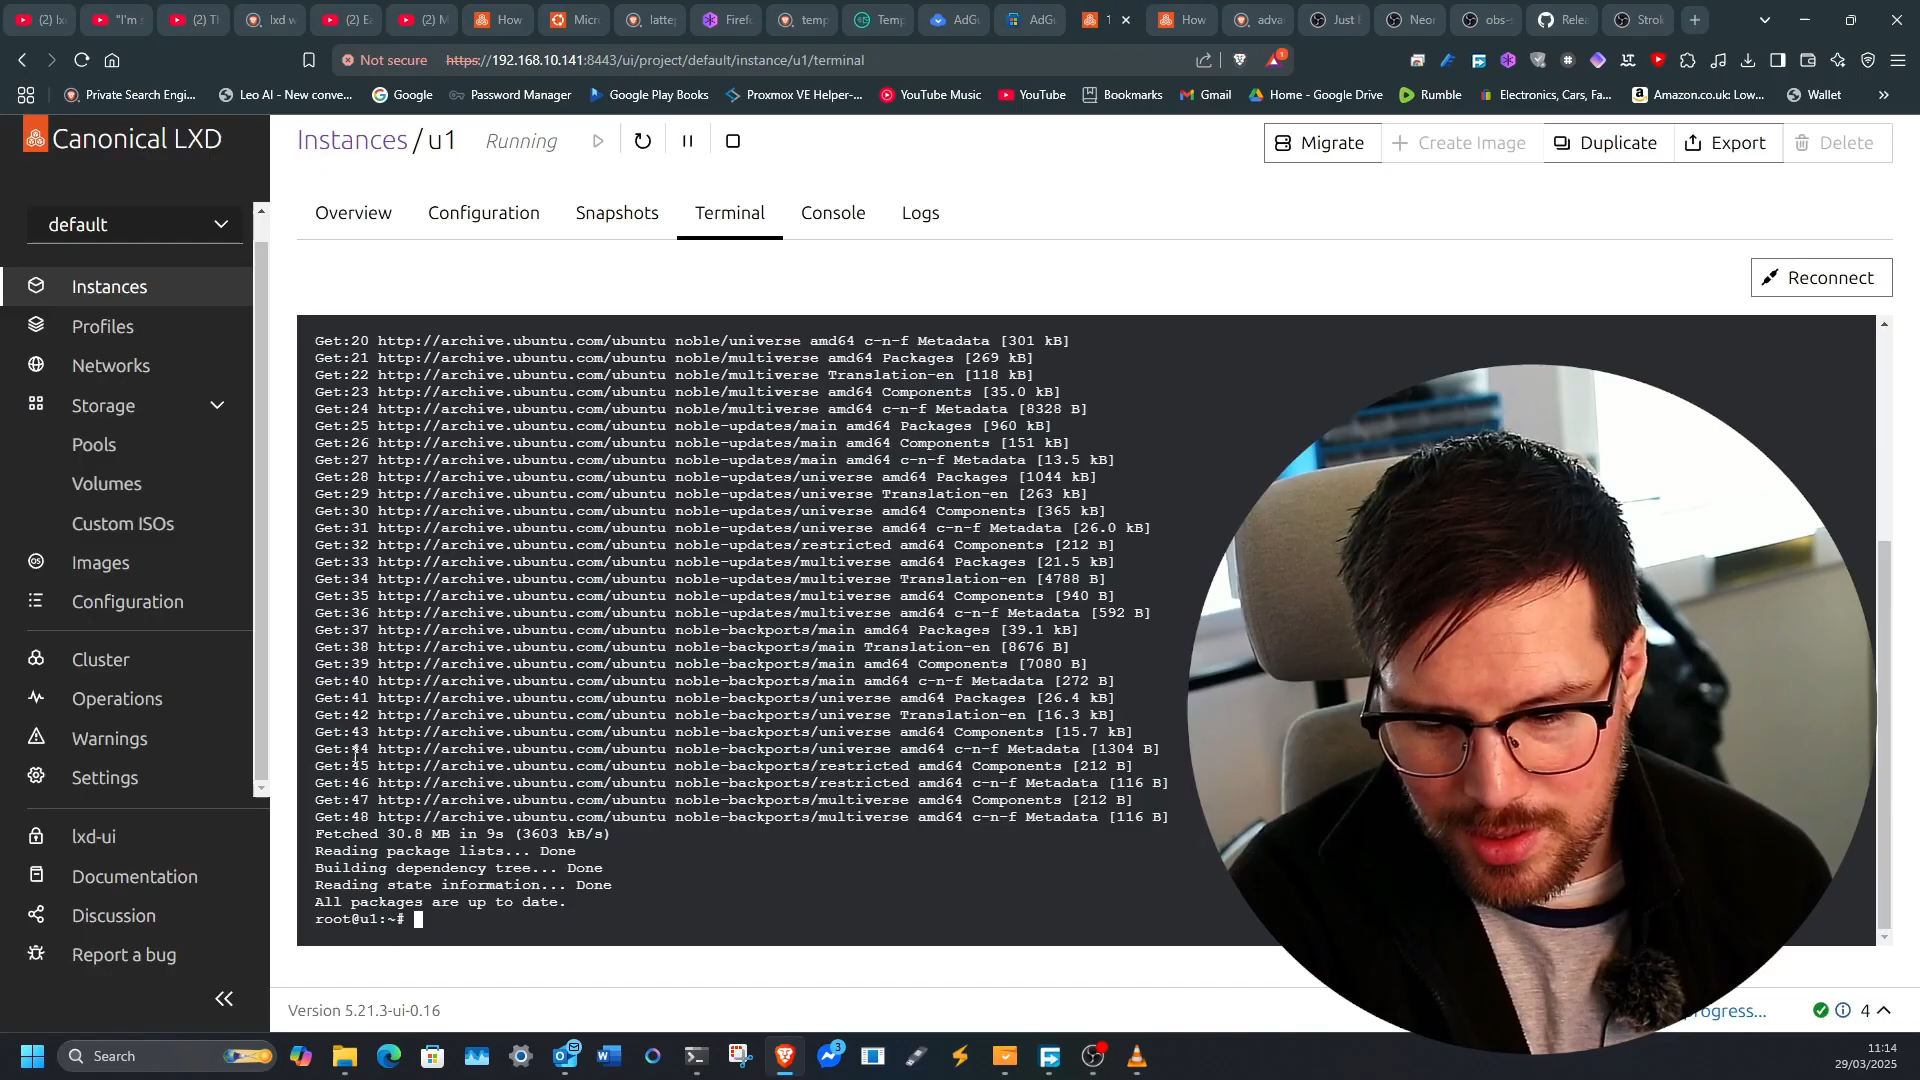 (2) lx
"I'm s
(2) Th
lxd w
(2) Ea
(2) M
How
Micro
lattep
Firefo
temp
Temp
AdGu
AdGu
T
How
adva
Just I
Neor
obs-s
Relea
Strok
Not secure https://192.168.10.141:8443/ui/project/default/instance/u1/terminal
1
Private Search Engi...
Leo AI - New conve...
Google
Password Manager
Google Play Books
Proxmox VE Helper-...
YouTube Music
YouTube
Bookmarks
Gmail
Home - Google Drive
Rumble
Electronics, Cars, Fa...
Amazon.co.uk: Low...
Wallet
Canonical LXD
Instances / u1 Running
Migrate
Create Image
Duplicate
Export
Delete
default
Overview
Configuration
Snapshots
Terminal
Console
Logs
Reconnect
Instances
Profiles
Networks
Storage
Pools
Volumes
Custom ISOs
Images
Configuration
Cluster
Operations
Warnings
Settings
lxd-ui
Documentation
Discussion
Report a bug
Get:20 http://archive.ubuntu.com/ubuntu noble/universe amd64 c-n-f Metadata [301 kB]
Get:21 http://archive.ubuntu.com/ubuntu noble/multiverse amd64 Packages [269 kB]
Get:22 http://archive.ubuntu.com/ubuntu noble/multiverse Translation-en [118 kB]
Get:23 http://archive.ubuntu.com/ubuntu noble/multiverse amd64 Components [35.0 kB]
Get:24 http://archive.ubuntu.com/ubuntu noble/multiverse amd64 c-n-f Metadata [8328 B]
Get:25 http://archive.ubuntu.com/ubuntu noble-updates/main amd64 Packages [960 kB]
Get:26 http://archive.ubuntu.com/ubuntu noble-updates/main amd64 Components [151 kB]
Get:27 http://archive.ubuntu.com/ubuntu noble-updates/main amd64 c-n-f Metadata [13.5 kB]
Get:28 http://archive.ubuntu.com/ubuntu noble-updates/universe amd64 Packages [1044 kB]
Get:29 http://archive.ubuntu.com/ubuntu noble-updates/universe Translation-en [263 kB]
Get:30 http://archive.ubuntu.com/ubuntu noble-updates/universe amd64 Components [365 kB]
Get:31 http://archive.ubuntu.com/ubuntu noble-updates/universe amd64 c-n-f Metadata [26.0 kB]
Get:32 http://archive.ubuntu.com/ubuntu noble-updates/restricted amd64 Components [212 B]
Get:33 http://archive.ubuntu.com/ubuntu noble-updates/multiverse amd64 Packages [21.5 kB]
Get:34 http://archive.ubuntu.com/ubuntu noble-updates/multiverse Translation-en [4788 B]
Get:35 http://archive.ubuntu.com/ubuntu noble-updates/multiverse amd64 Components [940 B]
Get:36 http://archive.ubuntu.com/ubuntu noble-updates/multiverse amd64 c-n-f Metadata [592 B]
Get:37 http://archive.ubuntu.com/ubuntu noble-backports/main amd64 Packages [39.1 kB]
Get:38 http://archive.ubuntu.com/ubuntu noble-backports/main Translation-en [8676 B]
Get:39 http://archive.ubuntu.com/ubuntu noble-backports/main amd64 Components [7080 B]
Get:40 http://archive.ubuntu.com/ubuntu noble-backports/main amd64 c-n-f Metadata [272 B]
Get:41 http://archive.ubuntu.com/ubuntu noble-backports/universe amd64 Packages [26.4 kB]
Get:42 http://archive.ubuntu.com/ubuntu noble-backports/universe Translation-en [16.3 kB]
Get:43 http://archive.ubuntu.com/ubuntu noble-backports/universe amd64 Components [15.7 kB]
Get:44 http://archive.ubuntu.com/ubuntu noble-backports/universe amd64 c-n-f Metadata [1304 B]
Get:45 http://archive.ubuntu.com/ubuntu noble-backports/restricted amd64 Components [212 B]
Get:46 http://archive.ubuntu.com/ubuntu noble-backports/restricted amd64 c-n-f Metadata [116 B]
Get:47 http://archive.ubuntu.com/ubuntu noble-backports/multiverse amd64 Components [212 B]
Get:48 http://archive.ubuntu.com/ubuntu noble-backports/multiverse amd64 c-n-f Metadata [116 B]
Fetched 30.8 MB in 9s (3603 kB/s)
Reading package lists... Done
Building dependency tree... Done
Reading state information... Done
All packages are up to date.
root@u1:~#
Version 5.21.3-ui-0.16
rogress...
4
Search
3
11:14
29/03/2025